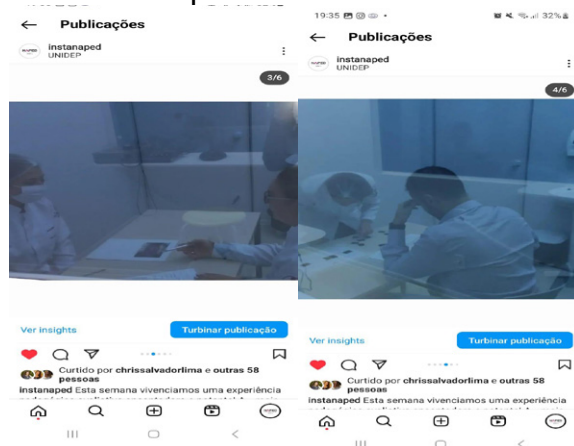 ← Publicações
instanaped
UNIDEP
3/6
Ver insights
Turbinar publicação
Curtido por chrissalvadorlima e outras 58
pessoas
instanaped Esta semana vivenciamos uma experiência
19:35
32%
← Publicações
instanaped
UNIDEP
4/6
Ver insights
Turbinar publicação
Curtido por chrissalvadorlima e outras 58
pessoas
instanaped Esta semana vivenciamos uma experiência